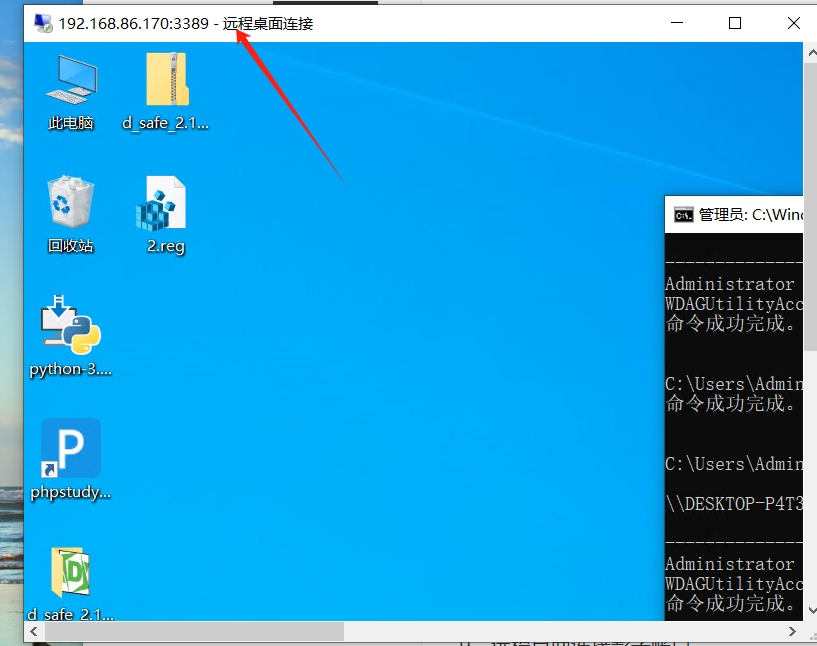 192.168.86.170:3389 - 远程桌面连接
此电脑
d_safe_2.1...
回收站
2.reg
python-3....
phpstudy...
d_safe_2.1...
管理员: C:\Wind
Administrator
WDAGUtilityAcc
命令成功完成。
C:\Users\Admin
命令成功完成。
C:\Users\Admin
\\DESKTOP-P4T3
Administrator
WDAGUtilityAcc
命令成功完成。